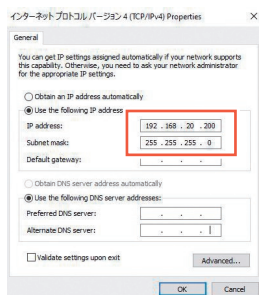 インターネット プロトコル バージョン 4 (TCP/IPv4) Properties
General
You can get IP settings assigned automatically if your network supports
this capability. Otherwise, you need to ask your network administrator
for the appropriate IP settings.
Obtain an IP address automatically
Use the following IP address
IP address: 192 . 168 . 20 . 200
Subnet mask: 255 . 255 . 255 . 0
Default gateway: . . .
Obtain DNS server address automatically
Use the following DNS server addresses:
Preferred DNS server: . . .
Alternate DNS server: . . .
Validate settings upon exit
Advanced...
OK Cancel